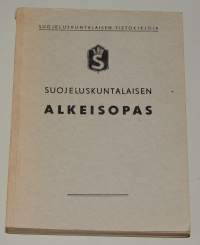 SUOJELUSKUNTALAISEN TIETOKIRJOJA
S
SUOJELUSKUNTALAISEN
ALKEISOPAS